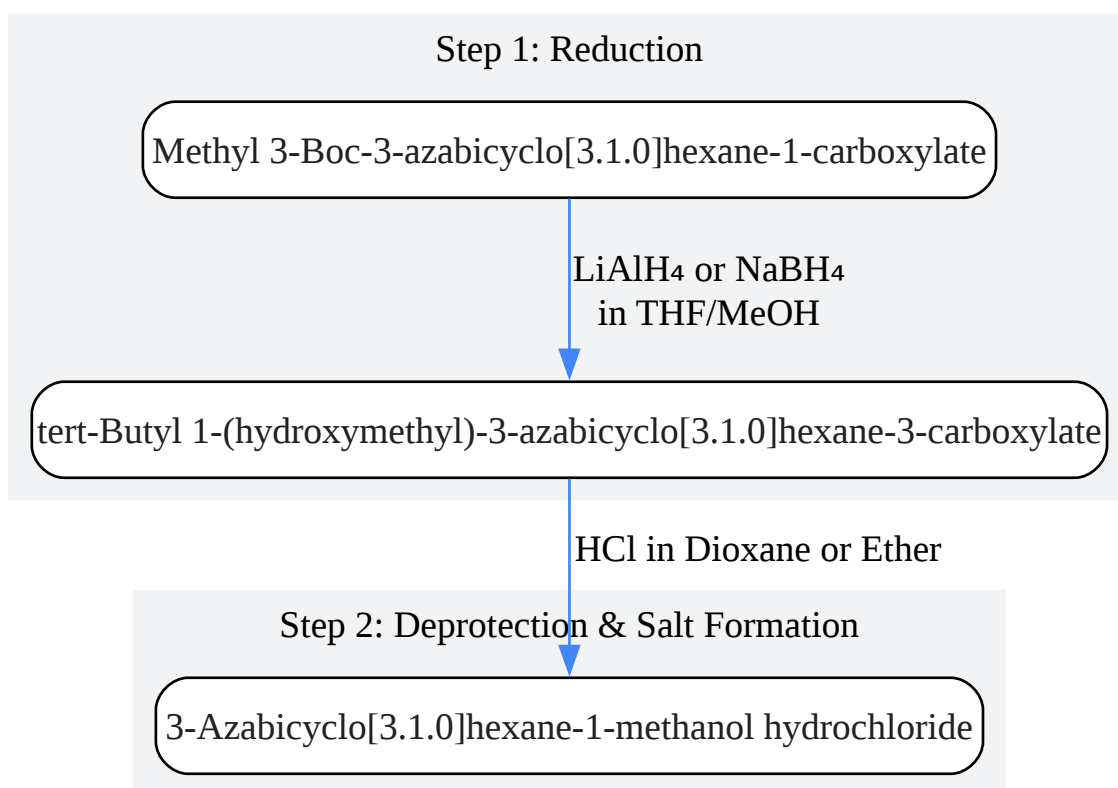 Step 1: Reduction
Methyl 3-Boc-3-azabicyclo[3.1.0]hexane-1-carboxylate
LiAlH₄ or NaBH₄
in THF/MeOH
tert-Butyl 1-(hydroxymethyl)-3-azabicyclo[3.1.0]hexane-3-carboxylate
HCl in Dioxane or Ether
Step 2: Deprotection & Salt Formation
3-Azabicyclo[3.1.0]hexane-1-methanol hydrochloride